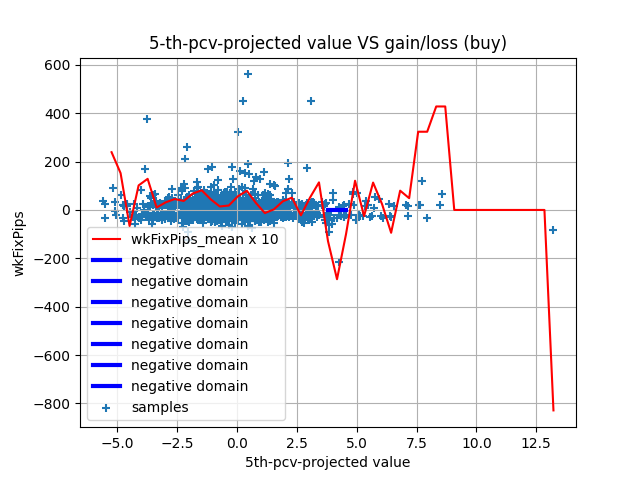 5-th-pcv-projected value VS gain/loss (buy)
600
400
200
0
−200
−400
−600
−800
wkFixPips
wkFixPips_mean x 10
negative domain
negative domain
negative domain
negative domain
negative domain
negative domain
negative domain
samples
−5.0 −2.5 0.0 2.5 5.0 7.5 10.0 12.5
5th-pcv-projected value